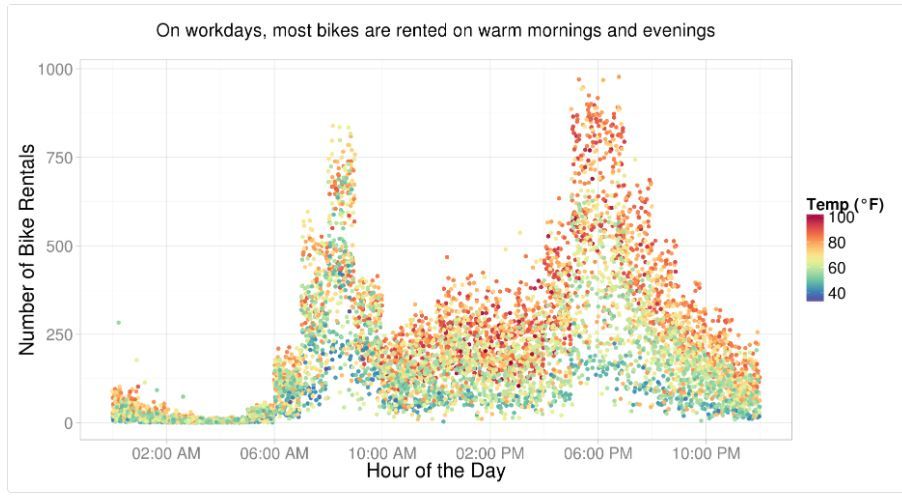 On workdays, most bikes are rented on warm mornings and evenings
1000
750
500
250
0
Number of Bike Rentals
02:00 AM 06:00 AM 10:00 AM 02:00 PM 06:00 PM 10:00 PM
Hour of the Day
Temp (°F)
100
80
60
40